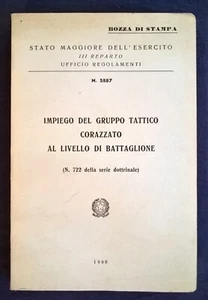 BOZZA DI STAMPA
STATO MAGGIORE DELL'ESERCITO
III REPARTO
UFFICIO REGOLAMENTI
N. 5887
IMPIEGO DEL GRUPPO TATTICO
CORAZZATO
AL LIVELLO DI BATTAGLIONE
(N. 722 della serie dottrinale)